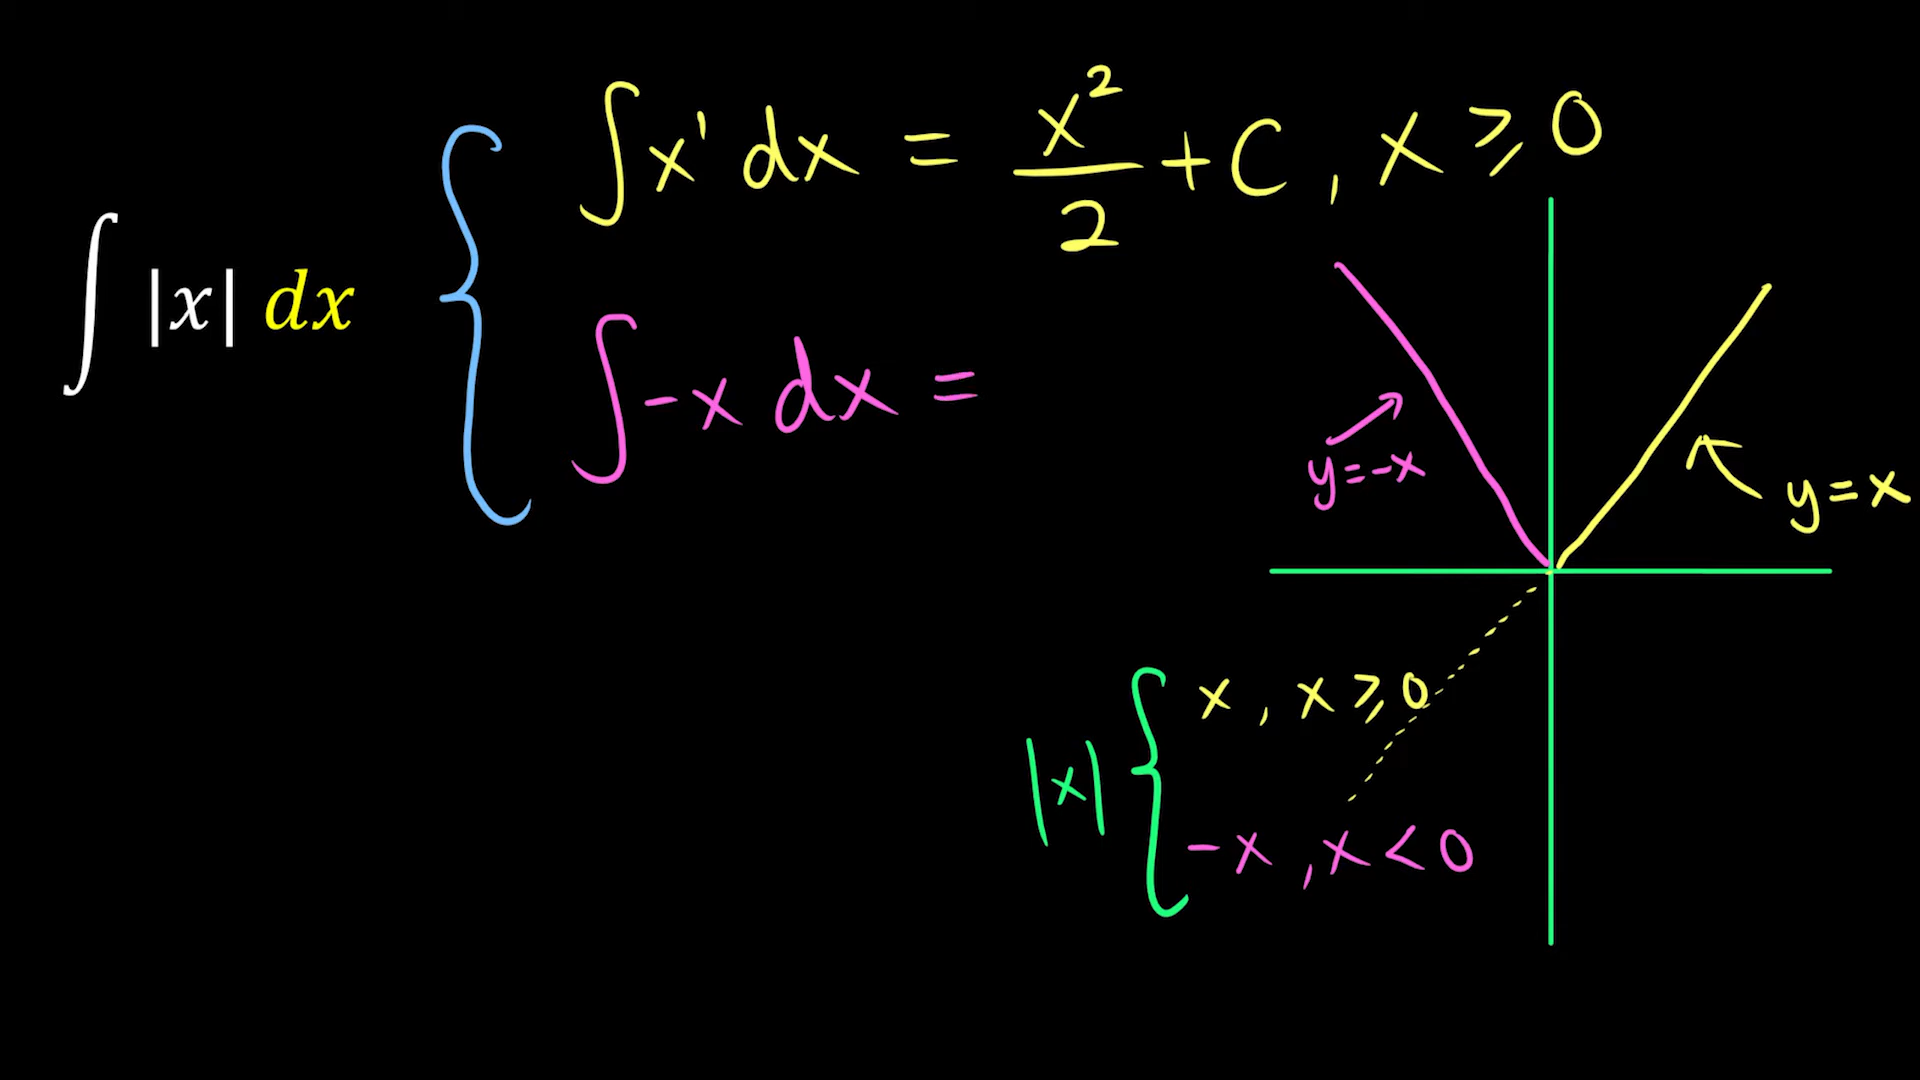 ∫ x¹ dx = x²/2 + C , x ≥ 0
∫ |x| dx
∫ -x dx =
y = -x
y = x
|x| { x , x ≥ 0
-x , x < 0